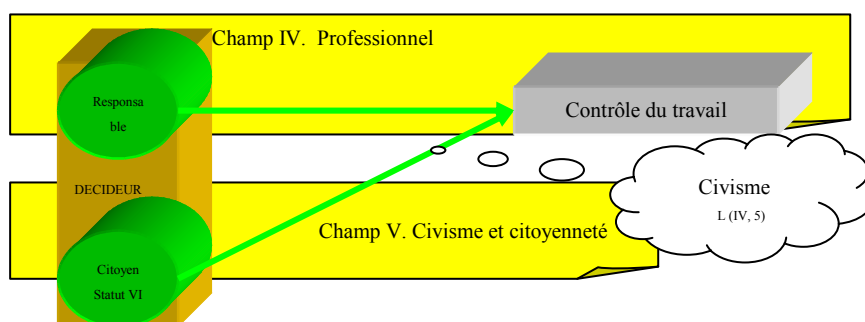 Champ IV.  Professionnel
Responsa
ble
Contrôle du travail
DECIDEUR
Civisme
L (IV, 5)
Champ V. Civisme et citoyenneté
Citoyen
Statut VI